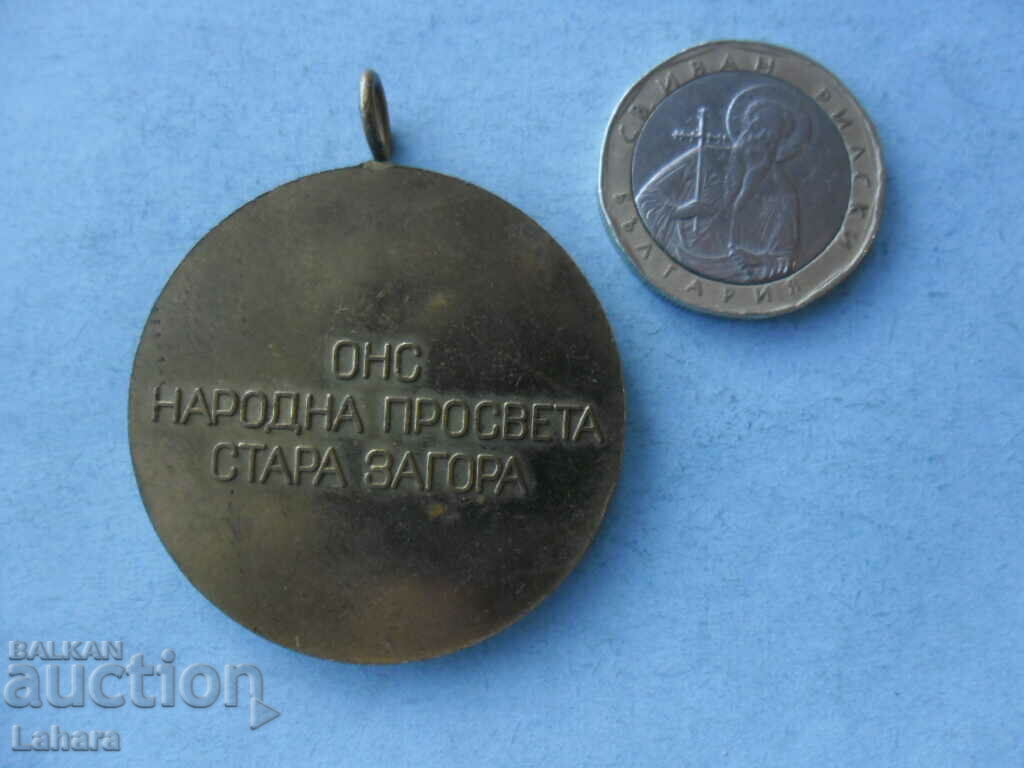 ОНС
НАРОДНА ПРОСВЕТА
СТАРА ЗАГОРА
СВ. ИВАН РИЛСКИ
БЪЛГАРИЯ
BALKAN
auction
Lahara